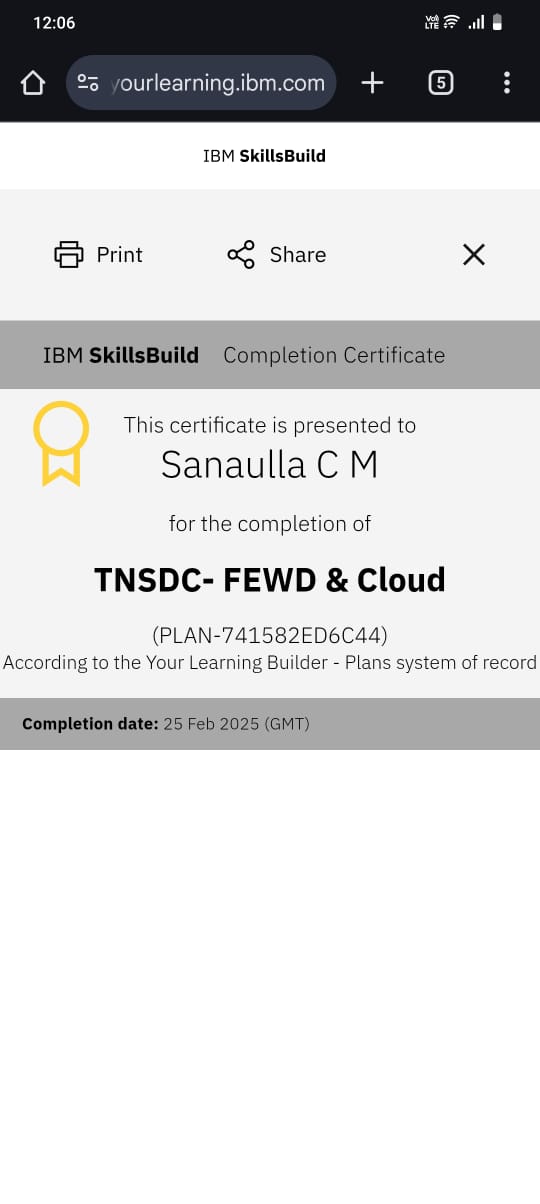 12:06
VoI) LTE
yourlearning.ibm.com
5
IBM SkillsBuild
Print Share
IBM SkillsBuild Completion Certificate
This certificate is presented to
Sanaulla C M
for the completion of
TNSDC- FEWD & Cloud
(PLAN-741582ED6C44)
According to the Your Learning Builder - Plans system of record
Completion date: 25 Feb 2025 (GMT)